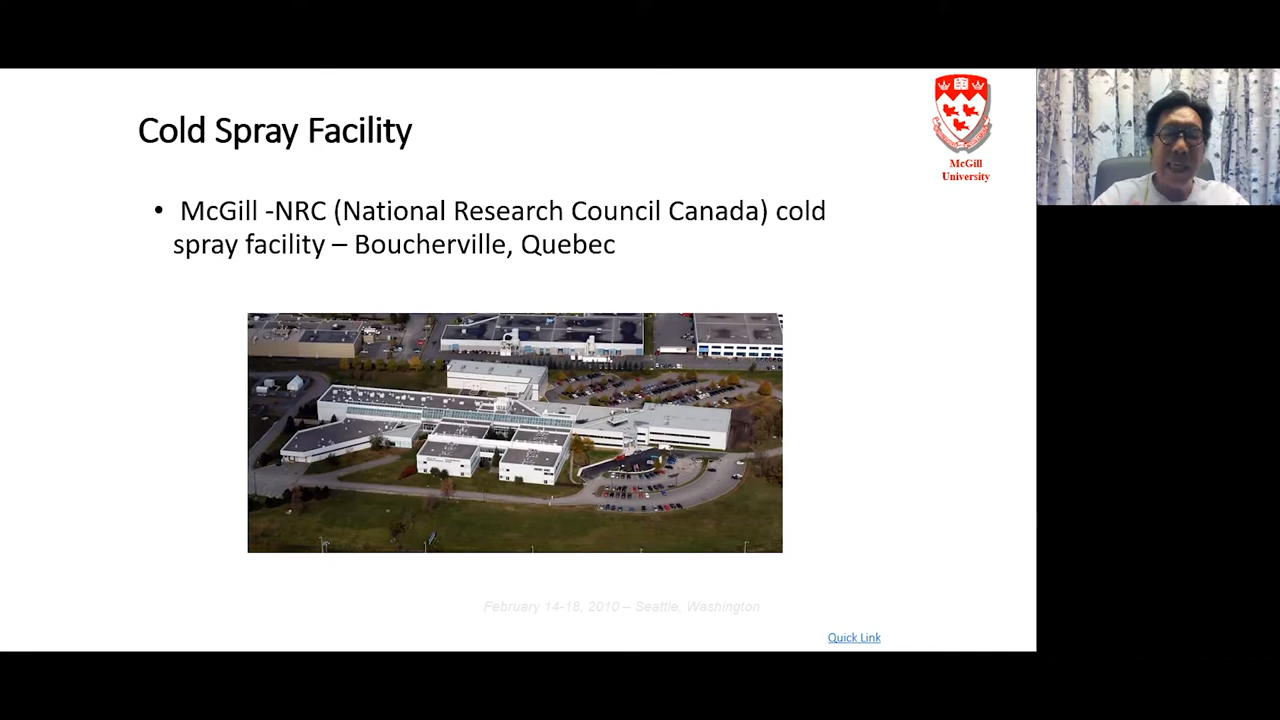 Cold Spray Facility
McGill
University
• McGill -NRC (National Research Council Canada) cold
spray facility – Boucherville, Quebec
February 14-18, 2010 – Seattle, Washington
Quick Link